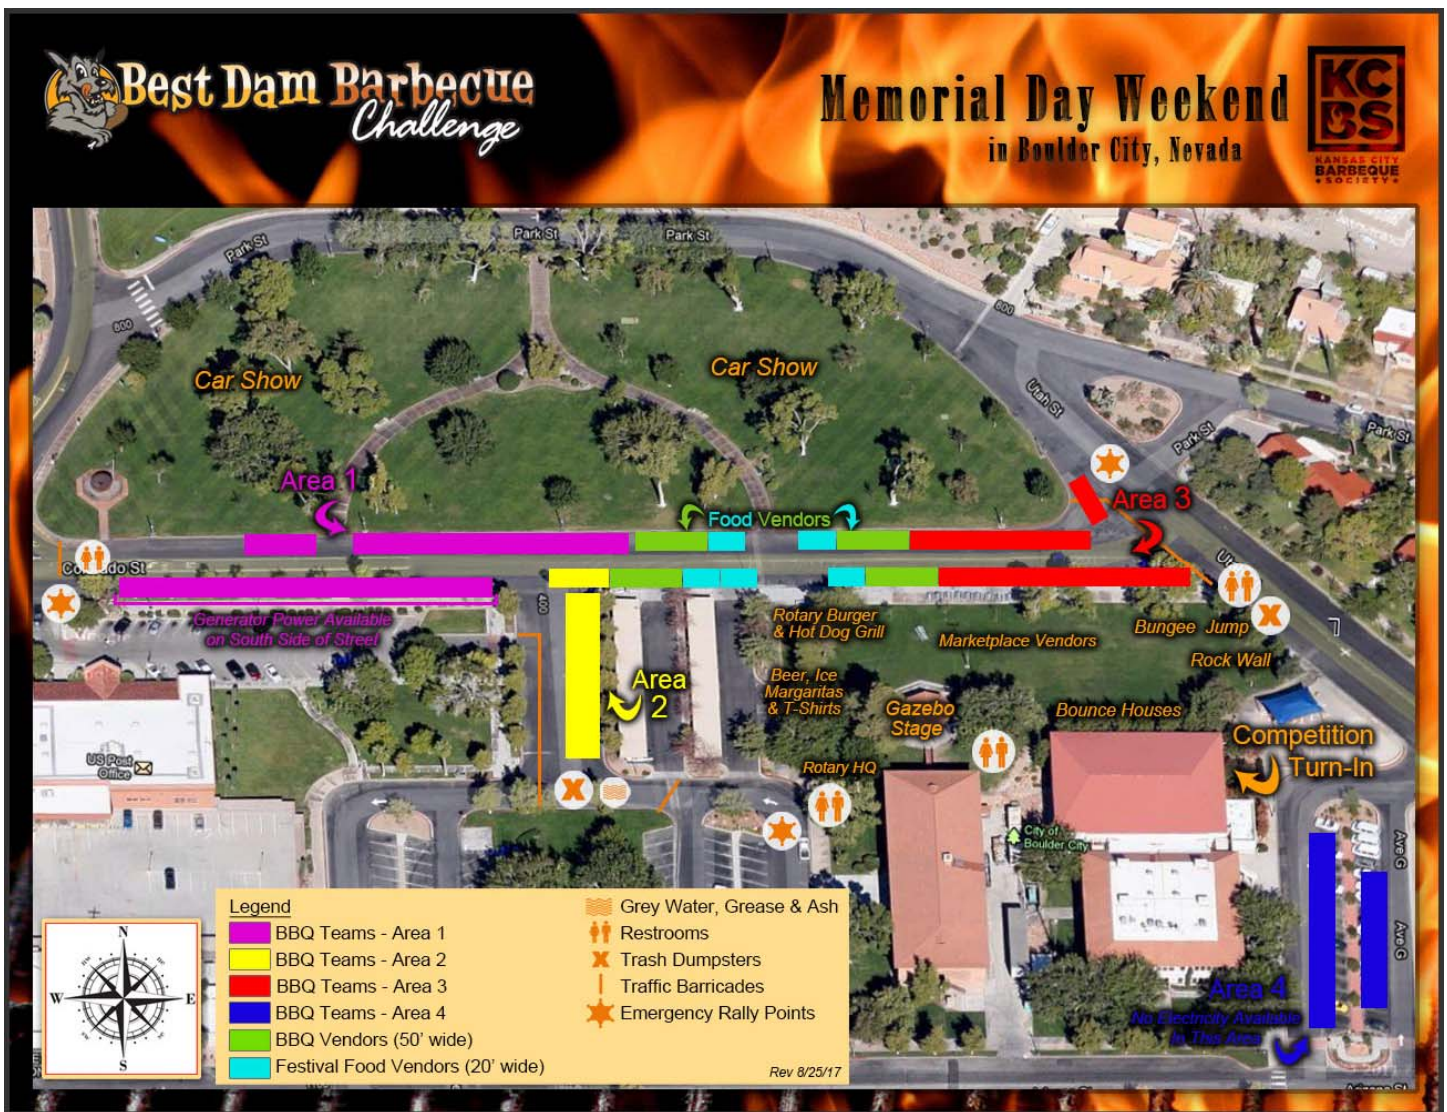 Best Dam Barbecue
Challenge
Memorial Day Weekend
in Boulder City, Nevada
KC
BS
KANSAS CITY
BARBEQUE
SOCIETY
Park St
Park St
Park St
800
800
Car Show
Car Show
Utah St
Park St
Park St
Area 1
Area 3
Food Vendors
Generator Power Available
on South Side of Street
400
Rotary Burger
& Hot Dog Grill
Marketplace Vendors
Bungee Jump
Rock Wall
Area
2
Beer, Ice
Margaritas
& T-Shirts
Gazebo
Stage
Bounce Houses
Competition
Turn-In
US Post
Office
Rotary HQ
City of
Boulder City
Ave G
Ave G
Area 4
No Electricity Available
In This Area
N
W E
S
Legend
BBQ Teams - Area 1
BBQ Teams - Area 2
BBQ Teams - Area 3
BBQ Teams - Area 4
BBQ Vendors (50' wide)
Festival Food Vendors (20' wide)
Grey Water, Grease & Ash
Restrooms
Trash Dumpsters
Traffic Barricades
Emergency Rally Points
Rev 8/25/17